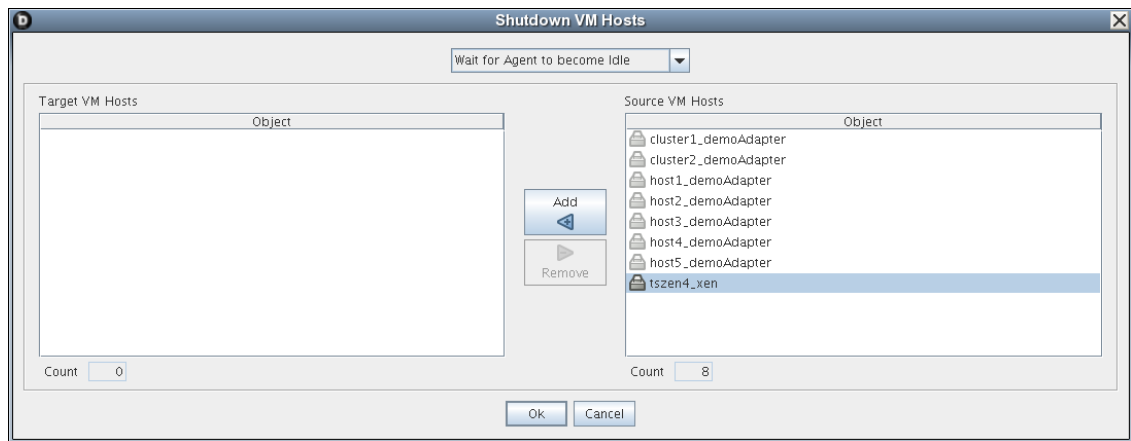 D
Shutdown VM Hosts
Wait for Agent to become Idle
Target VM Hosts
Object
Count 0
Add
Remove
Source VM Hosts
Object
cluster1_demoAdapter
cluster2_demoAdapter
host1_demoAdapter
host2_demoAdapter
host3_demoAdapter
host4_demoAdapter
host5_demoAdapter
tszen4_xen
Count 8
Ok Cancel